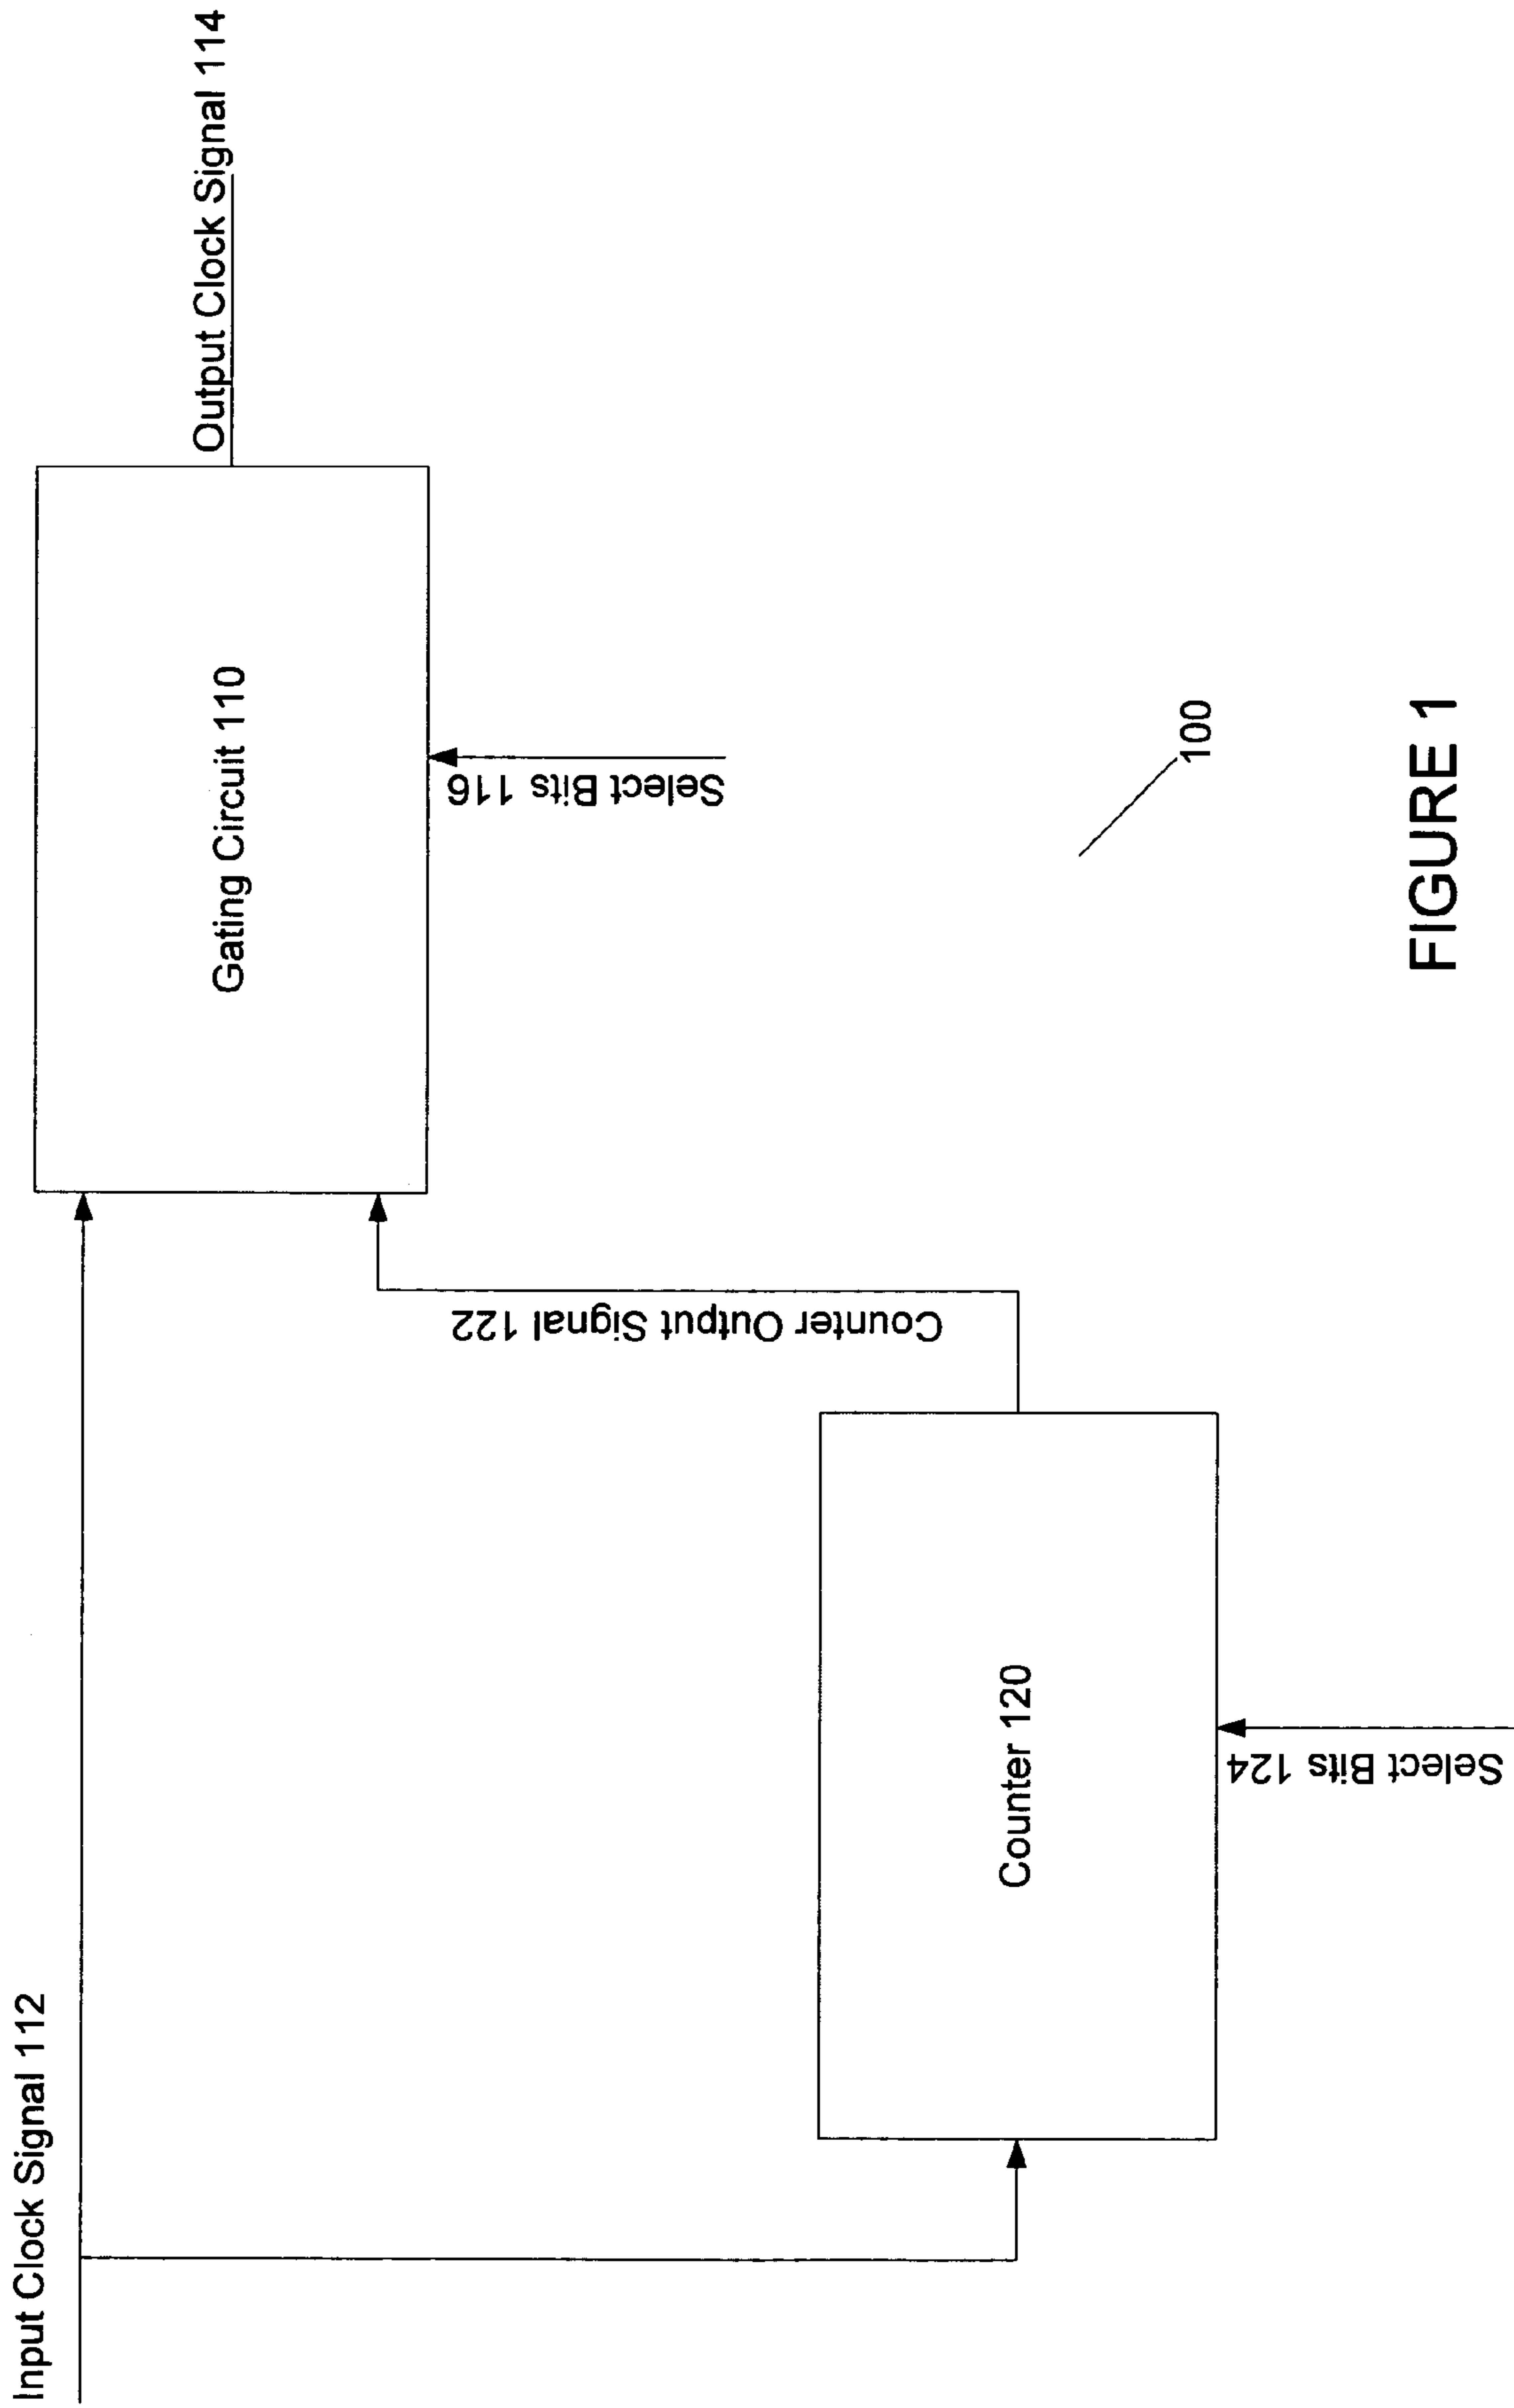 Input Clock Signal 112
Output Clock Signal 114
Gating Circuit 110
Select Bits 116
Counter Output Signal 122
Counter 120
Select Bits 124
100
FIGURE 1